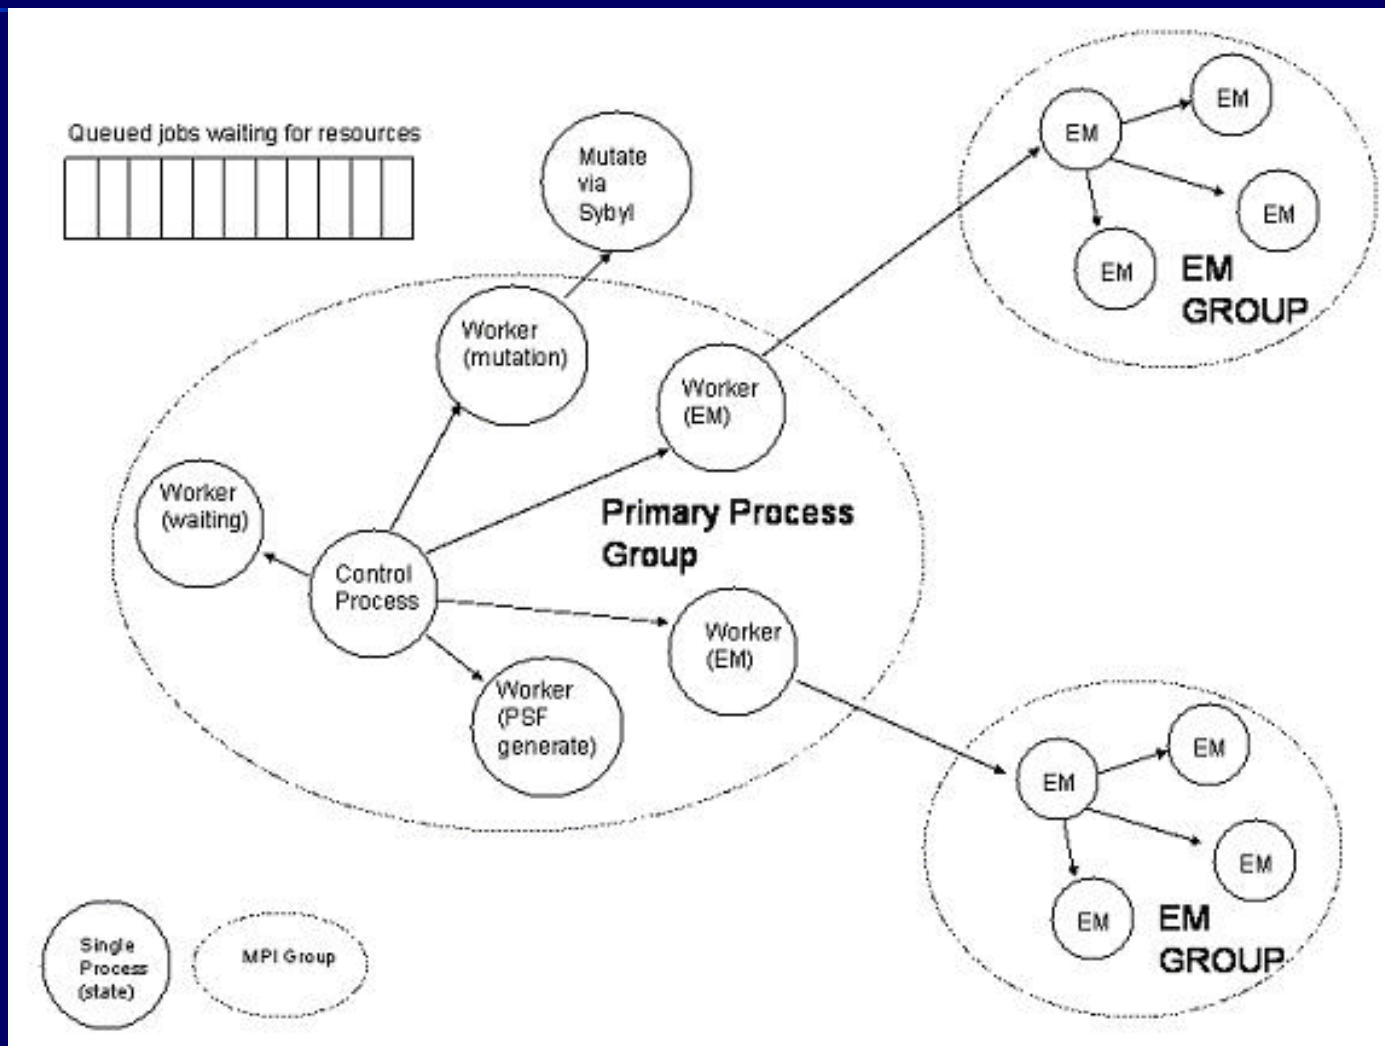 Queued jobs waiting for resources
Mutate
via
Sybyl
EM
EM
EM
EM
EM
GROUP
Worker
(mutation)
Worker
(EM)
Worker
(waiting)
Primary Process
Group
Control
Process
Worker
(EM)
Worker
(PSF
generate)
EM
EM
EM
EM
EM
GROUP
Single
Process
(state)
MPI Group